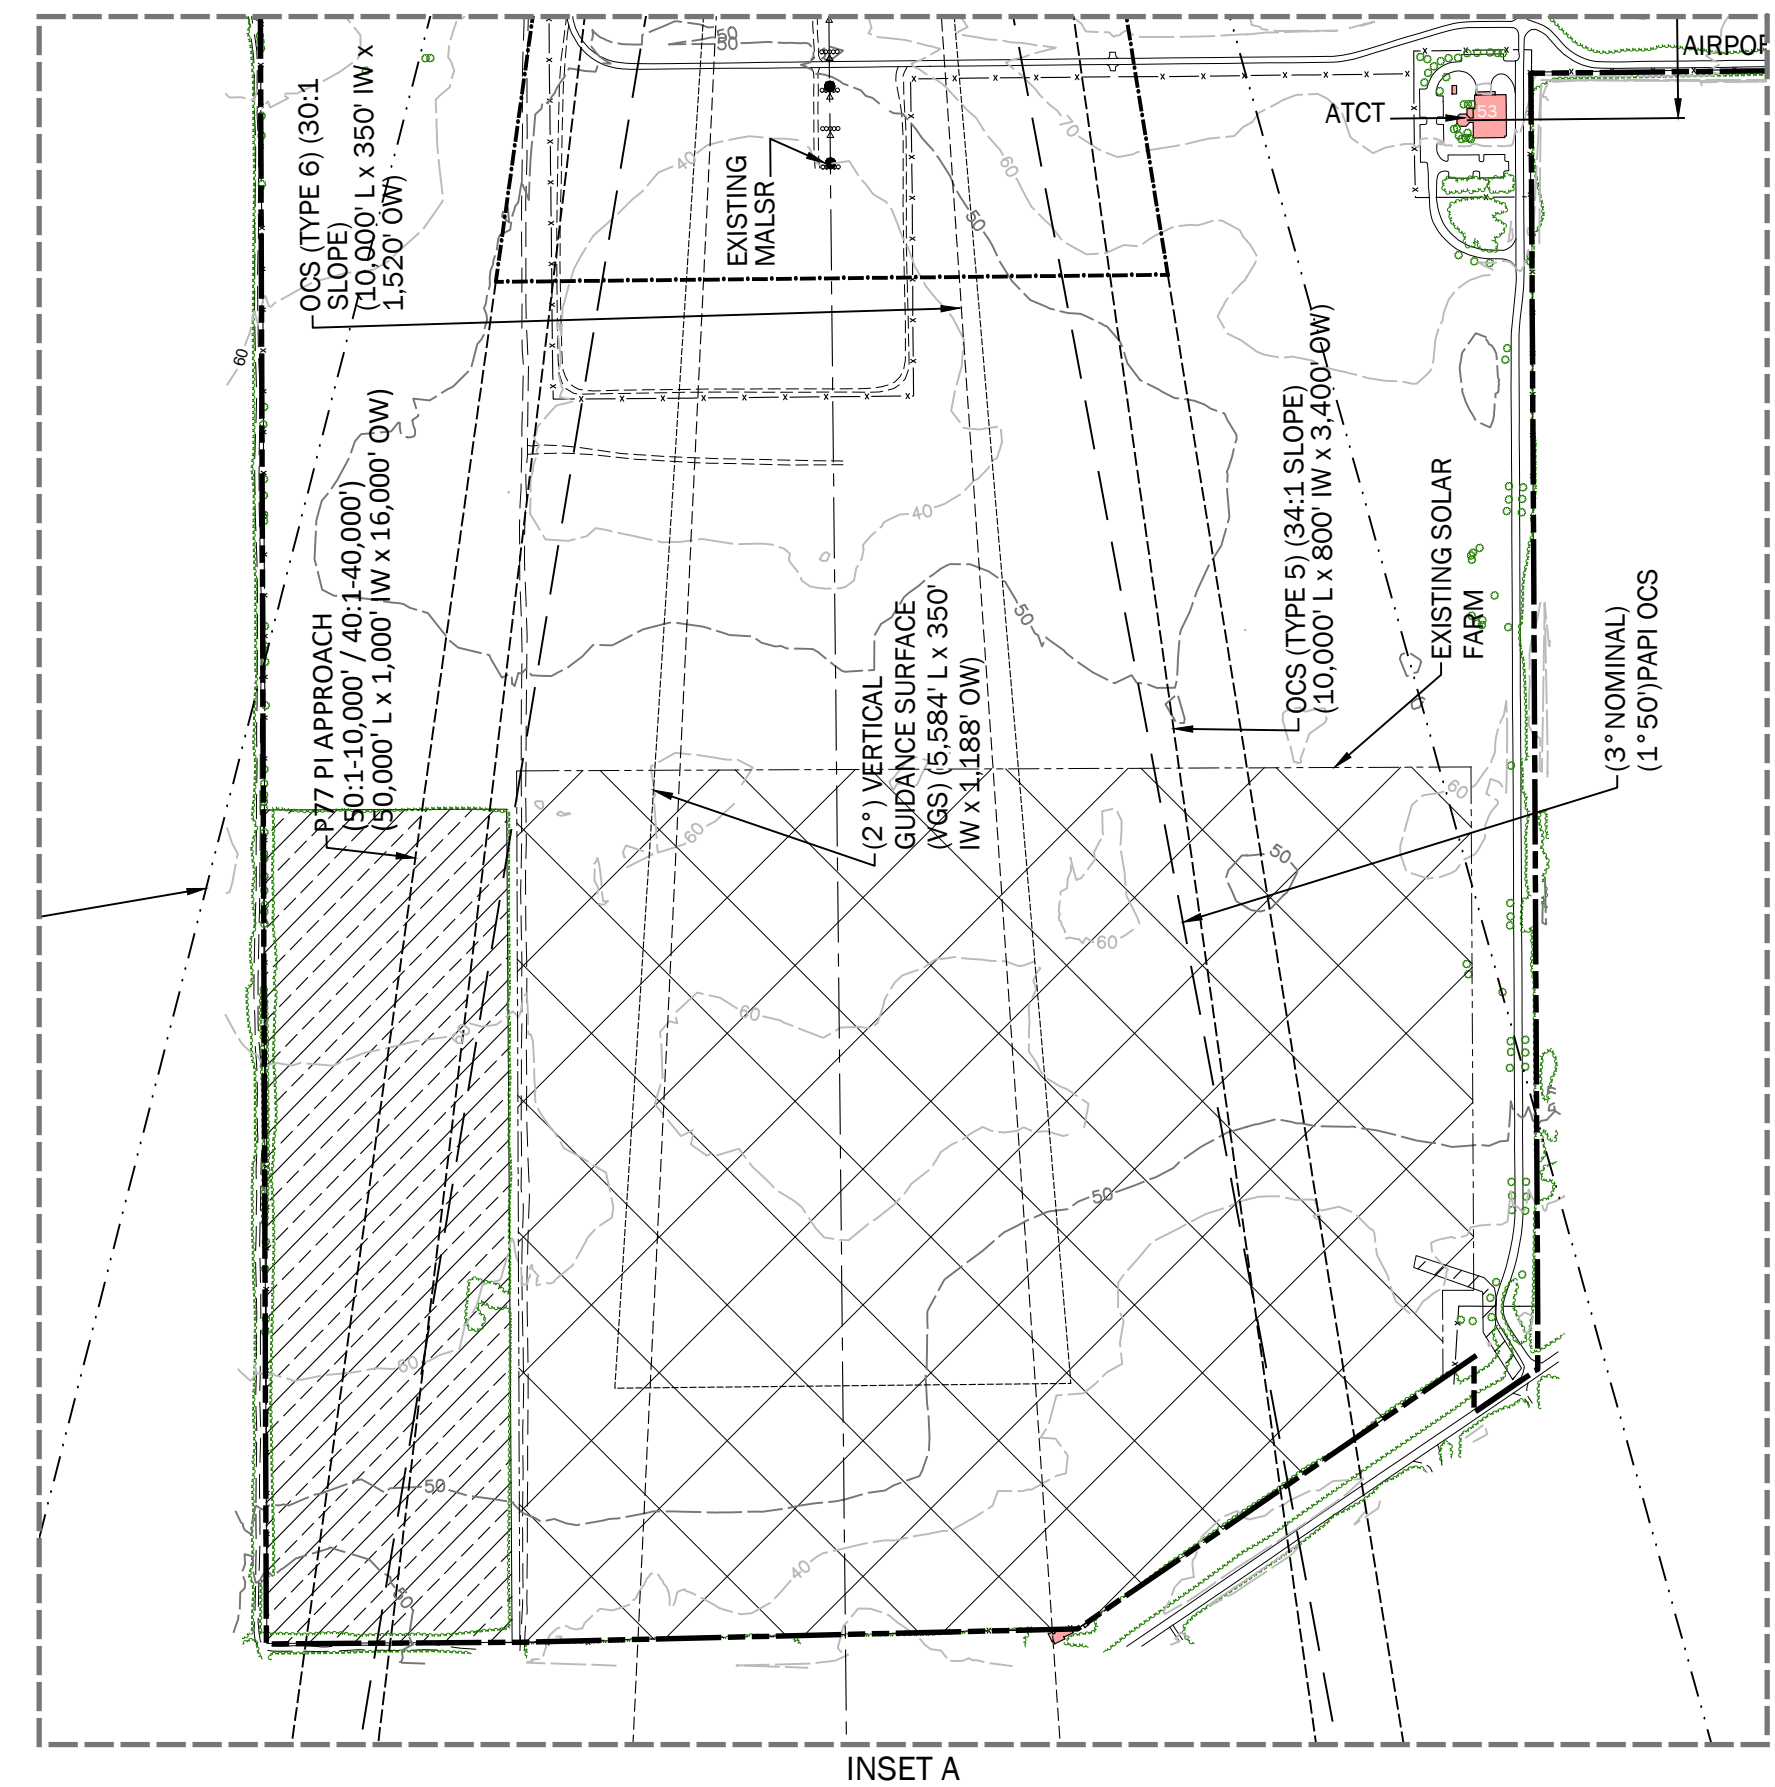 AIRPOR
ATCT
53
OCS (TYPE 6) (30:1
SLOPE)
(10,000' L x 350' IW x
1,520' OW)
EXISTING
MALSR
P77 PI APPROACH
(50:1-10,000' / 40:1-40,000')
(50,000' L x 1,000' IW x 16,000' OW)
(2°) VERTICAL
GUIDANCE SURFACE
(VGS) (5,584' L x 350'
IW x 1,188' OW)
OCS (TYPE 5) (34:1 SLOPE)
(10,000' L x 800' IW x 3,400' OW)
EXISTING SOLAR
FARM
(3° NOMINAL)
(1° 50')PAPI OCS
50
50
70
60
40
50
60
40
50
60
60
50
60
60
60
50
60
50
40
50
INSET A